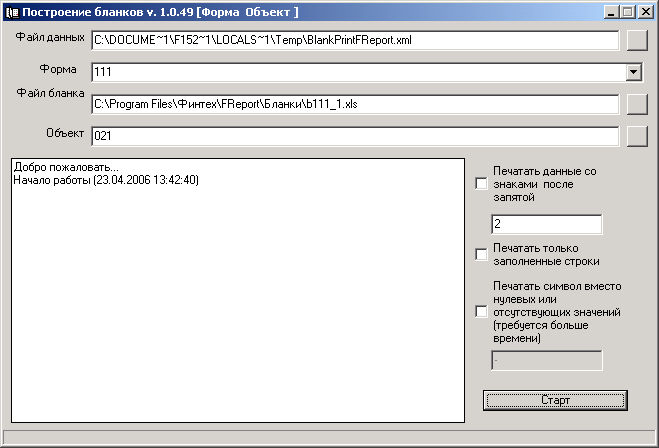 Построение бланков v. 1.0.49 [Форма Объект ]
Файл данных C:\DOCUME~1\F152~1\LOCALS~1\Temp\BlankPrintFReport.xml
Форма 111
Файл бланка C:\Program Files\Финтех\FReport\Бланки\b111_1.xls
Объект 021
Добро пожаловать...
Начало работы (23.04.2006 13:42:40)
Печатать данные со
знаками после
запятой
2
Печатать только
заполненные строки
Печатать символ вместо
нулевых или
отсутствующих значений
(требуется больше
времени)
-
Старт